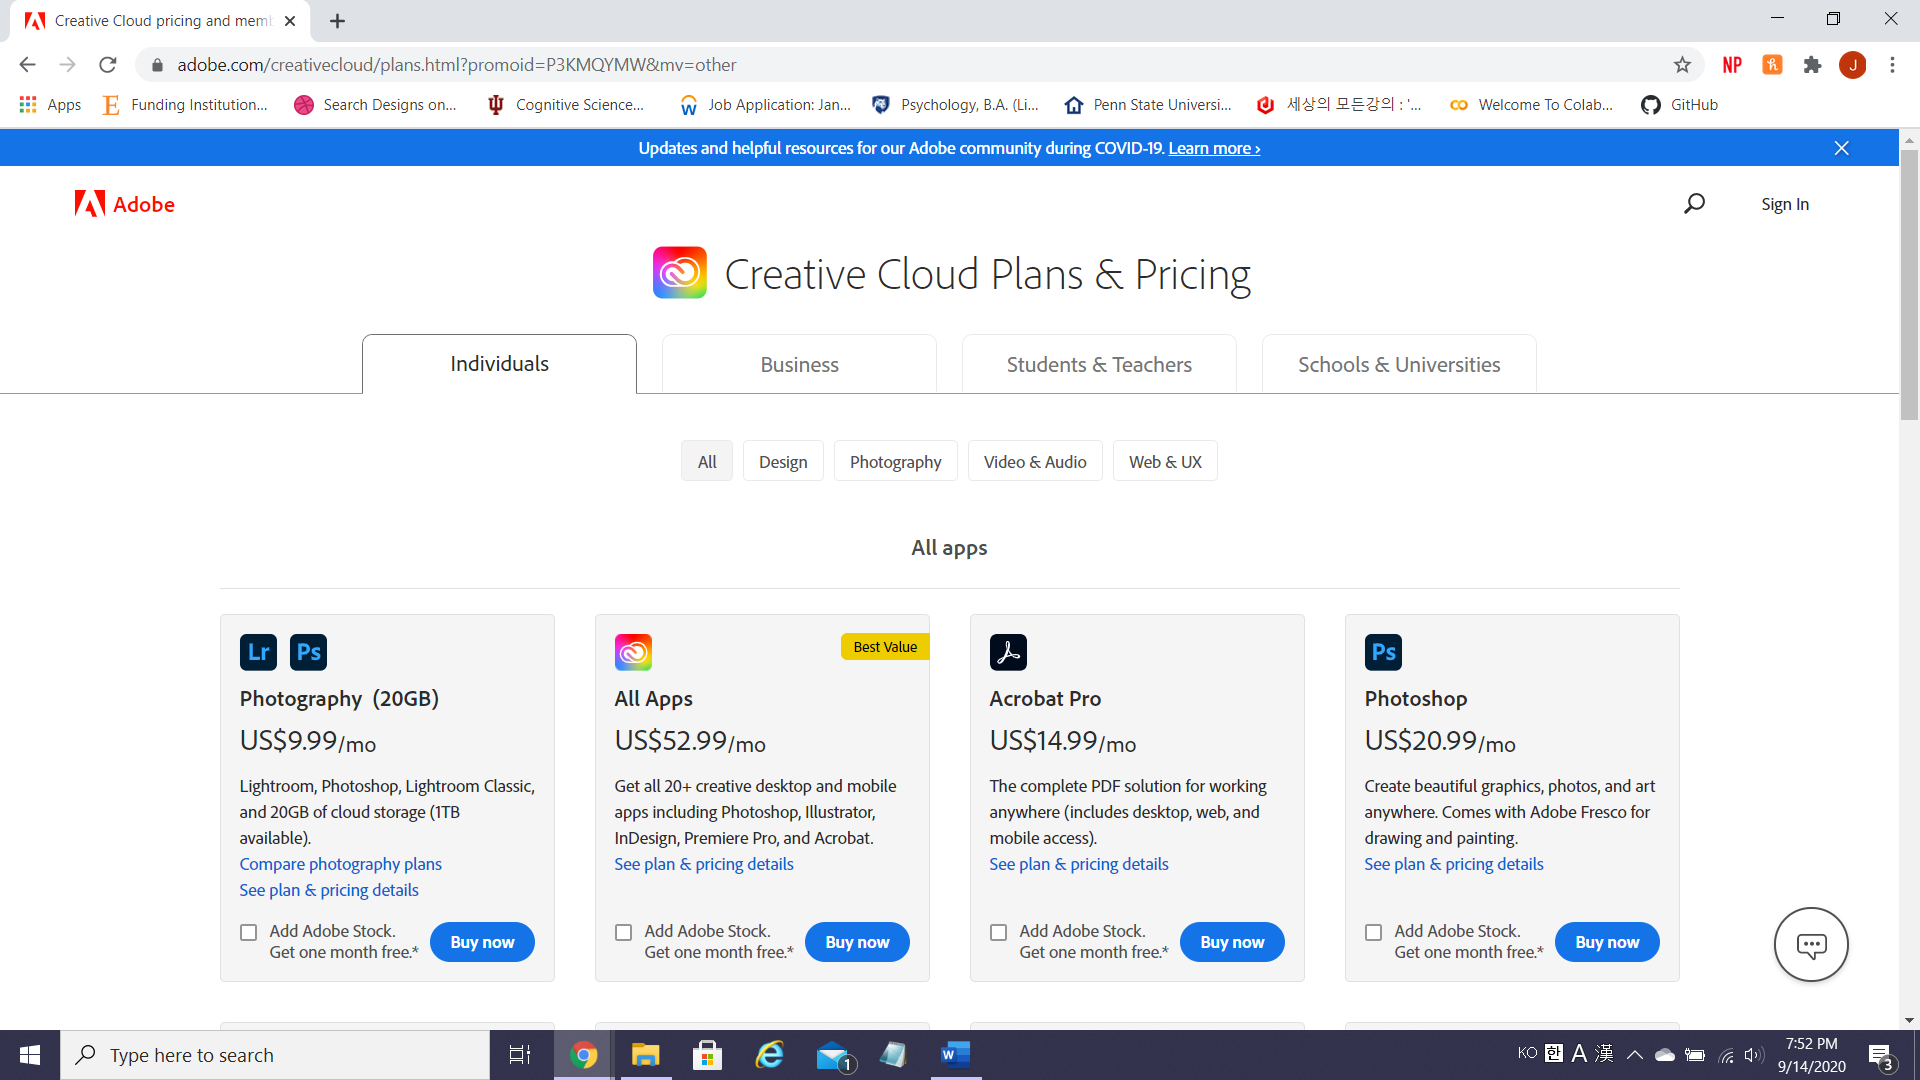 Creative Cloud pricing and mem
adobe.com/creativecloud/plans.html?promoid=P3KMQYMW&mv=other
NP
J
Apps
Funding Institution...
Search Designs on...
Cognitive Science...
Job Application: Jan...
Psychology, B.A. (Li...
Penn State Universi...
세상의 모든강의 : '...
Welcome To Colab...
GitHub
Updates and helpful resources for our Adobe community during COVID-19. Learn more ›
Adobe
Sign In
Creative Cloud Plans & Pricing
Individuals
Business
Students & Teachers
Schools & Universities
All
Design
Photography
Video & Audio
Web & UX
All apps
Lr Ps
Photography (20GB)
US$9.99/mo
Lightroom, Photoshop, Lightroom Classic,
and 20GB of cloud storage (1TB
available).
Compare photography plans
See plan & pricing details
Add Adobe Stock.
Get one month free.*
Buy now
Best Value
All Apps
US$52.99/mo
Get all 20+ creative desktop and mobile
apps including Photoshop, Illustrator,
InDesign, Premiere Pro, and Acrobat.
See plan & pricing details
Add Adobe Stock.
Get one month free.*
Buy now
Acrobat Pro
US$14.99/mo
The complete PDF solution for working
anywhere (includes desktop, web, and
mobile access).
See plan & pricing details
Add Adobe Stock.
Get one month free.*
Buy now
Ps
Photoshop
US$20.99/mo
Create beautiful graphics, photos, and art
anywhere. Comes with Adobe Fresco for
drawing and painting.
See plan & pricing details
Add Adobe Stock.
Get one month free.*
Buy now
Type here to search
1
W
KO 한 A 漢
7:52 PM
9/14/2020
3